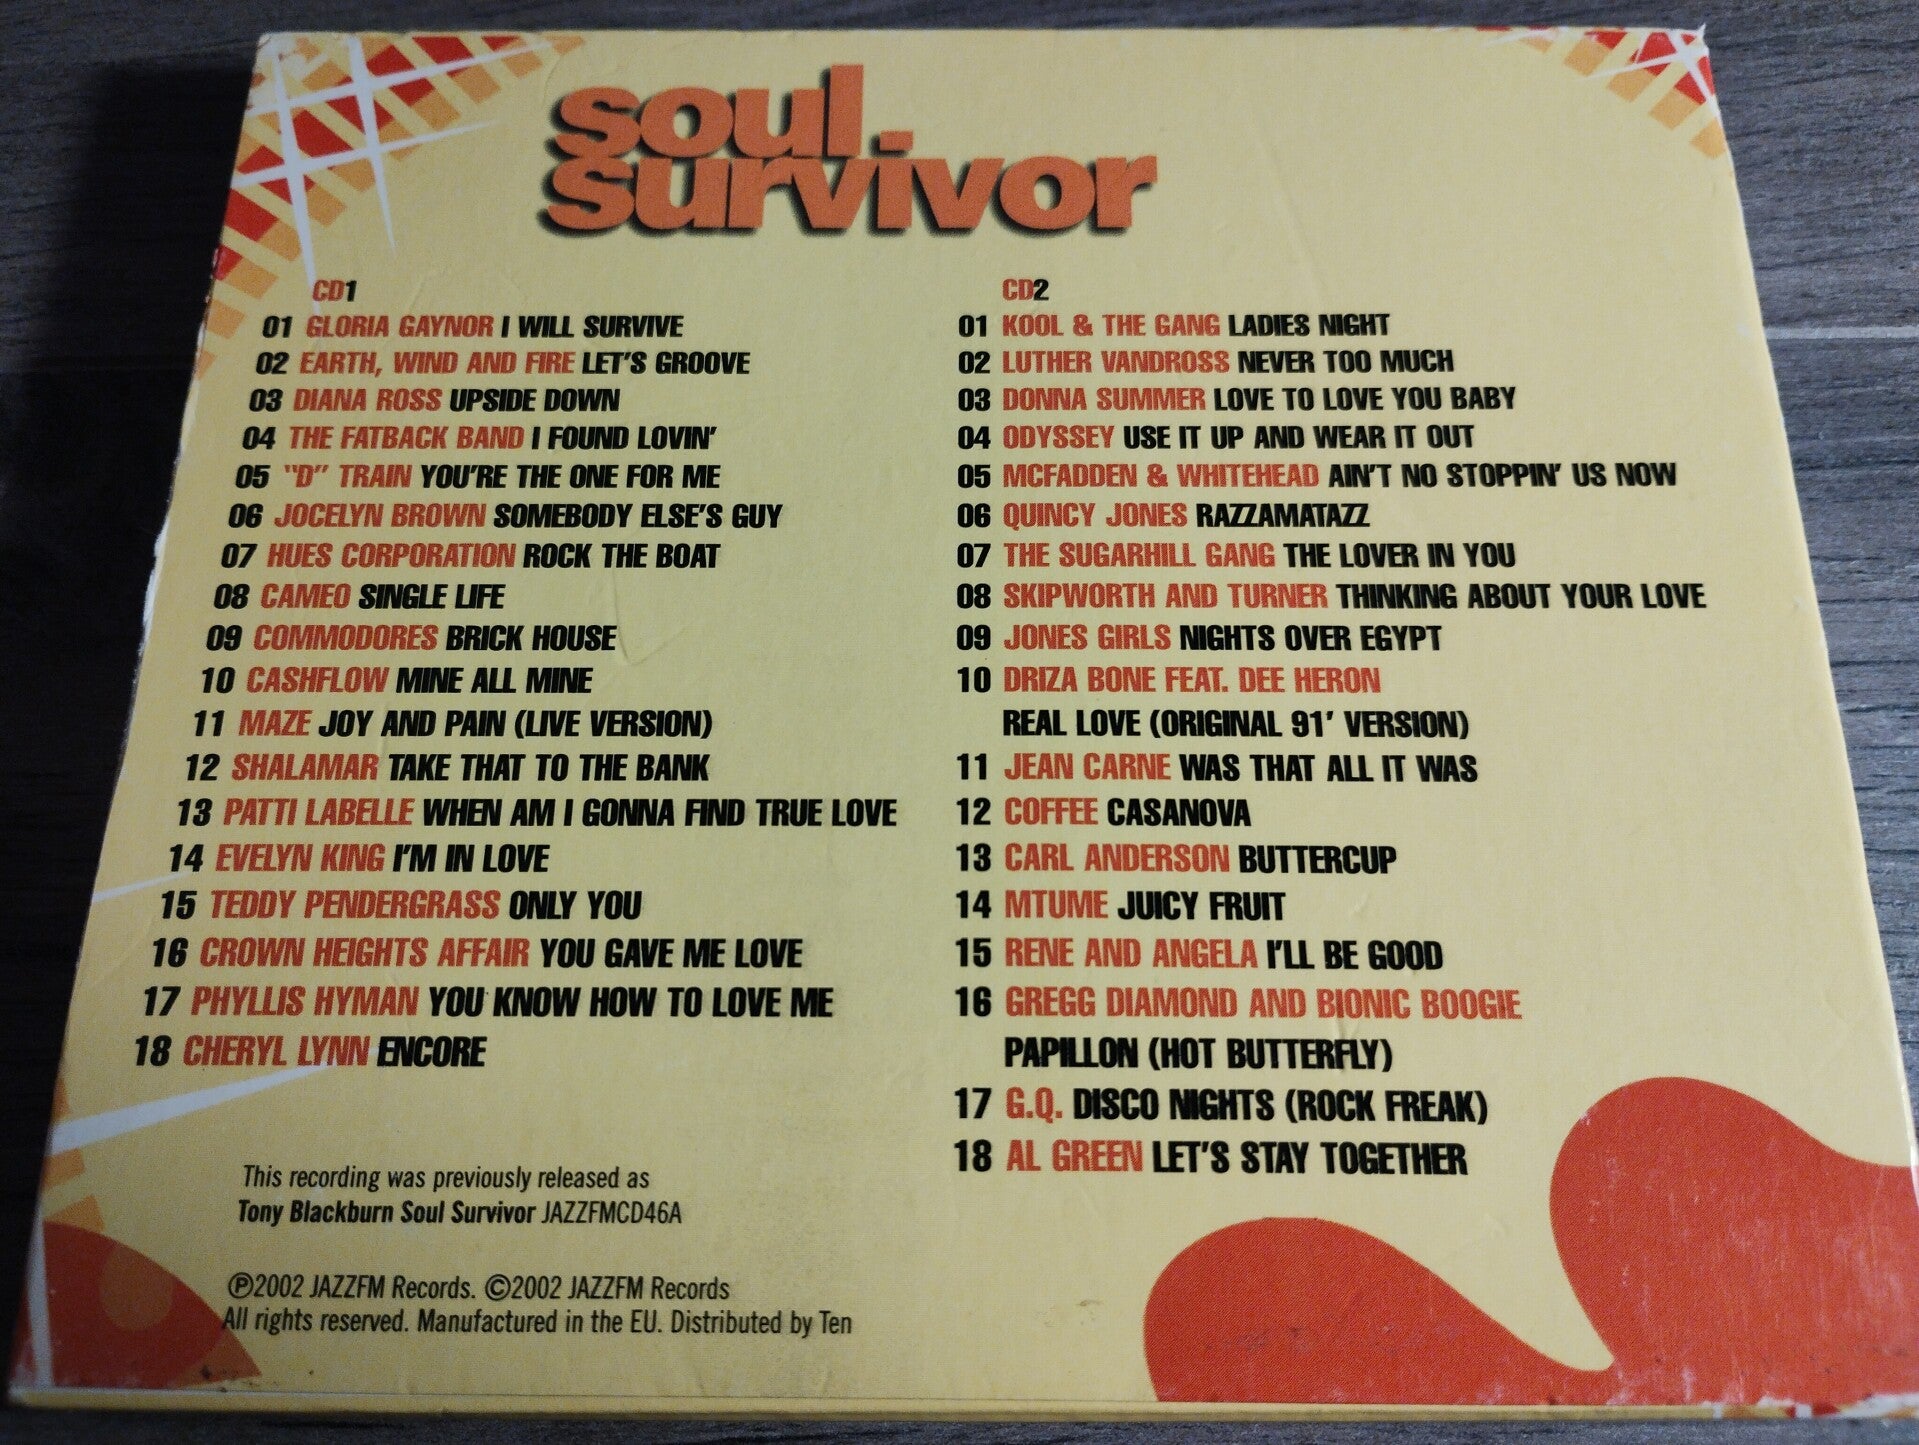 soul
survivor
CD1
01 GLORIA GAYNOR I WILL SURVIVE
02 EARTH, WIND AND FIRE LET'S GROOVE
03 DIANA ROSS UPSIDE DOWN
04 THE FATBACK BAND I FOUND LOVIN'
05 "D" TRAIN YOU'RE THE ONE FOR ME
06 JOCELYN BROWN SOMEBODY ELSE'S GUY
07 HUES CORPORATION ROCK THE BOAT
08 CAMEO SINGLE LIFE
09 COMMODORES BRICK HOUSE
10 CASHFLOW MINE ALL MINE
11 MAZE JOY AND PAIN (LIVE VERSION)
12 SHALAMAR TAKE THAT TO THE BANK
13 PATTI LABELLE WHEN AM I GONNA FIND TRUE LOVE
14 EVELYN KING I'M IN LOVE
15 TEDDY PENDERGRASS ONLY YOU
16 CROWN HEIGHTS AFFAIR YOU GAVE ME LOVE
17 PHYLLIS HYMAN YOU KNOW HOW TO LOVE ME
18 CHERYL LYNN ENCORE
CD2
01 KOOL & THE GANG LADIES NIGHT
02 LUTHER VANDROSS NEVER TOO MUCH
03 DONNA SUMMER LOVE TO LOVE YOU BABY
04 ODYSSEY USE IT UP AND WEAR IT OUT
05 MCFADDEN & WHITEHEAD AIN'T NO STOPPIN' US NOW
06 QUINCY JONES RAZZAMATAZZ
07 THE SUGARHILL GANG THE LOVER IN YOU
08 SKIPWORTH AND TURNER THINKING ABOUT YOUR LOVE
09 JONES GIRLS NIGHTS OVER EGYPT
10 DRIZA BONE FEAT. DEE HERON
REAL LOVE (ORIGINAL 91' VERSION)
11 JEAN CARNE WAS THAT ALL IT WAS
12 COFFEE CASANOVA
13 CARL ANDERSON BUTTERCUP
14 MTUME JUICY FRUIT
15 RENE AND ANGELA I'LL BE GOOD
16 GREGG DIAMOND AND BIONIC BOOGIE
PAPILLON (HOT BUTTERFLY)
17 G.Q. DISCO NIGHTS (ROCK FREAK)
18 AL GREEN LET'S STAY TOGETHER
This recording was previously released as
Tony Blackburn Soul Survivor JAZZFMCD46A
℗2002 JAZZFM Records. ©2002 JAZZFM Records
All rights reserved. Manufactured in the EU. Distributed by Ten